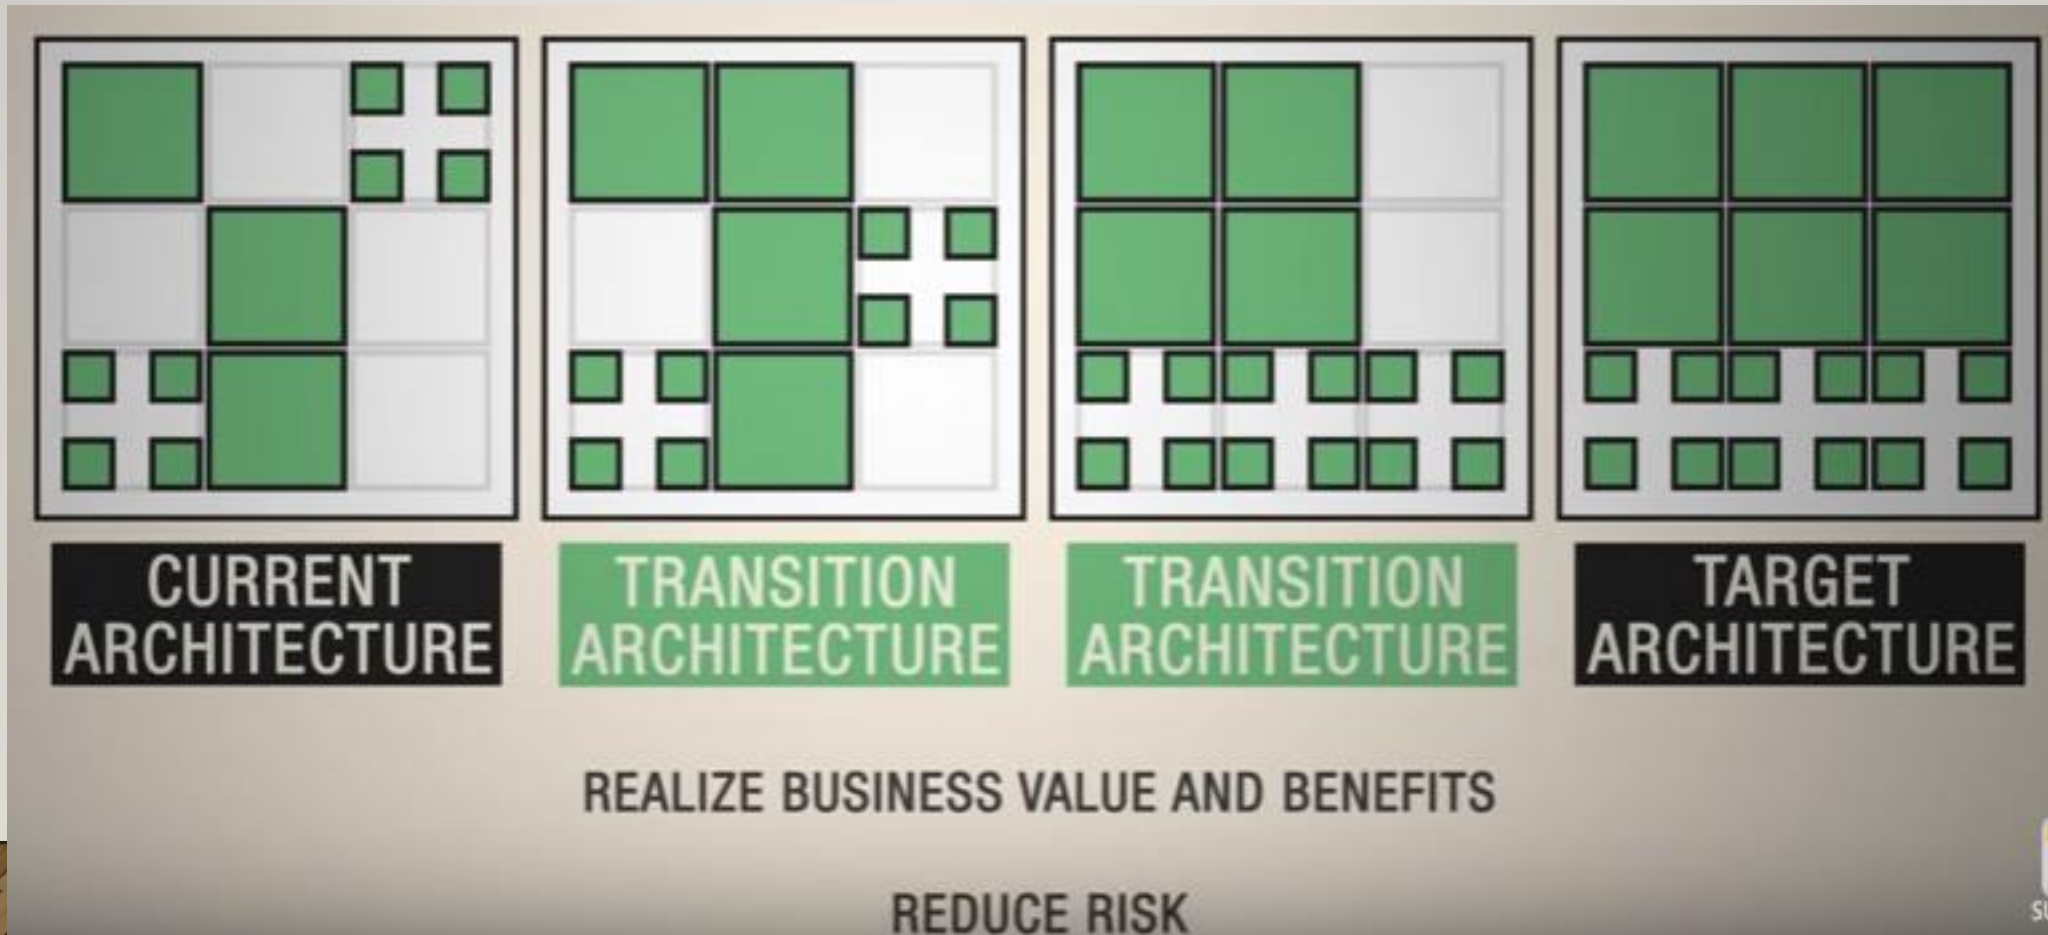 CURRENT
ARCHITECTURE
TRANSITION
ARCHITECTURE
TRANSITION
ARCHITECTURE
TARGET
ARCHITECTURE
REALIZE BUSINESS VALUE AND BENEFITS
REDUCE RISK